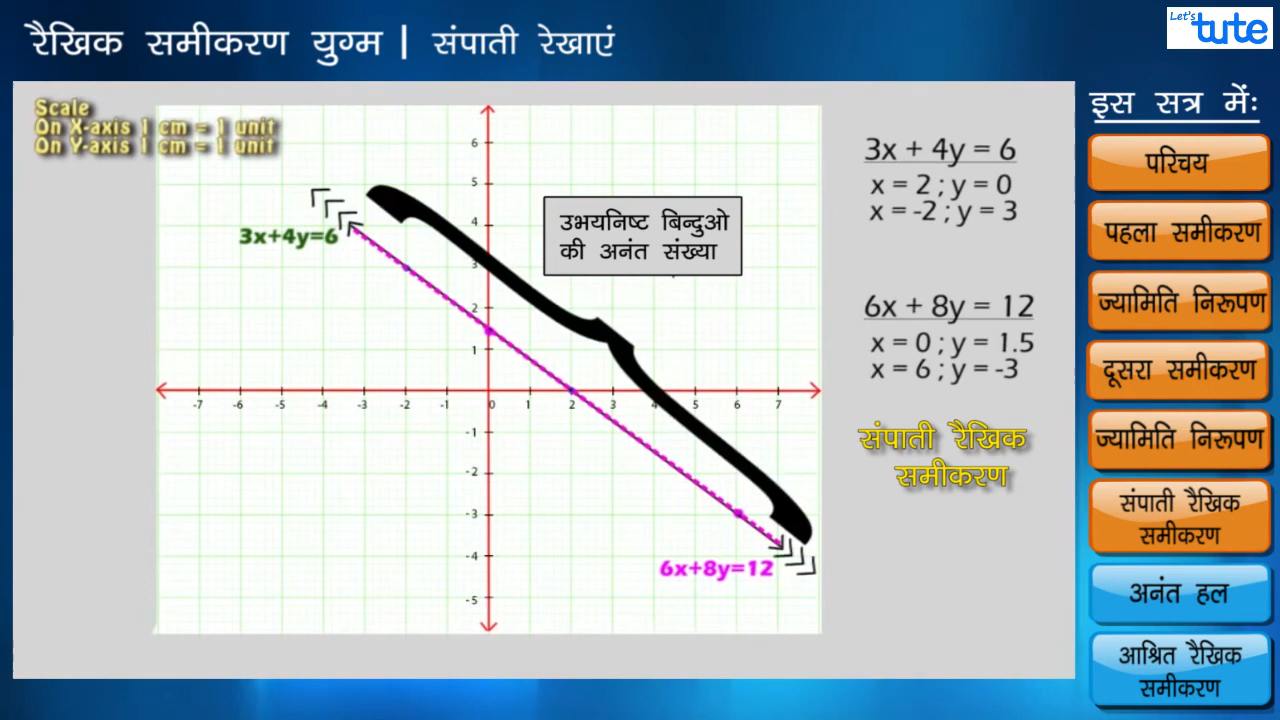 रैखिक समीकरण युग्म | संपाती रेखाएं
Let's
tute
Scale
On X-axis 1 cm = 1 unit
On Y-axis 1 cm = 1 unit
6
5
4
3
2
1
-7 -6 -5 -4 -3 -2 -1 0 1 2 3 4 5 6 7
-1
-2
-3
-4
-5
3x+4y=6
उभयनिष्ट बिन्दुओ
की अनंत संख्या
6x+8y=12
3x + 4y = 6
x = 2 ; y = 0
x = -2 ; y = 3
6x + 8y = 12
x = 0 ; y = 1.5
x = 6 ; y = -3
संपाती रैखिक
समीकरण
इस सत्र में:
परिचय
पहला समीकरण
ज्यामिति निरूपण
दूसरा समीकरण
ज्यामिति निरूपण
संपाती रैखिक
समीकरण
अनंत हल
आश्रित रैखिक
समीकरण